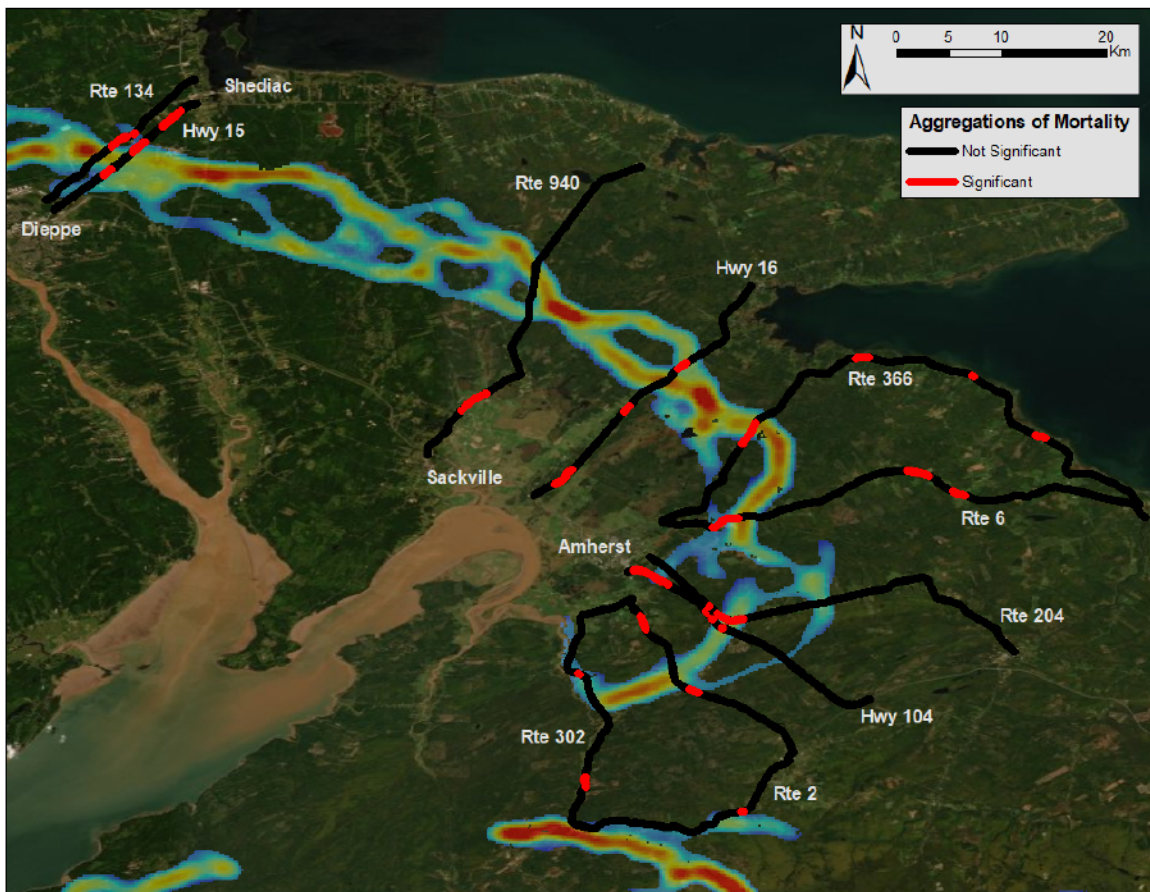 N
0 5 10 20
Km
Aggregations of Mortality
Not Significant
Significant
Rte 134
Shediac
Hwy 15
Dieppe
Rte 940
Hwy 16
Rte 366
Sackville
Rte 6
Amherst
Rte 204
Hwy 104
Rte 302
Rte 2